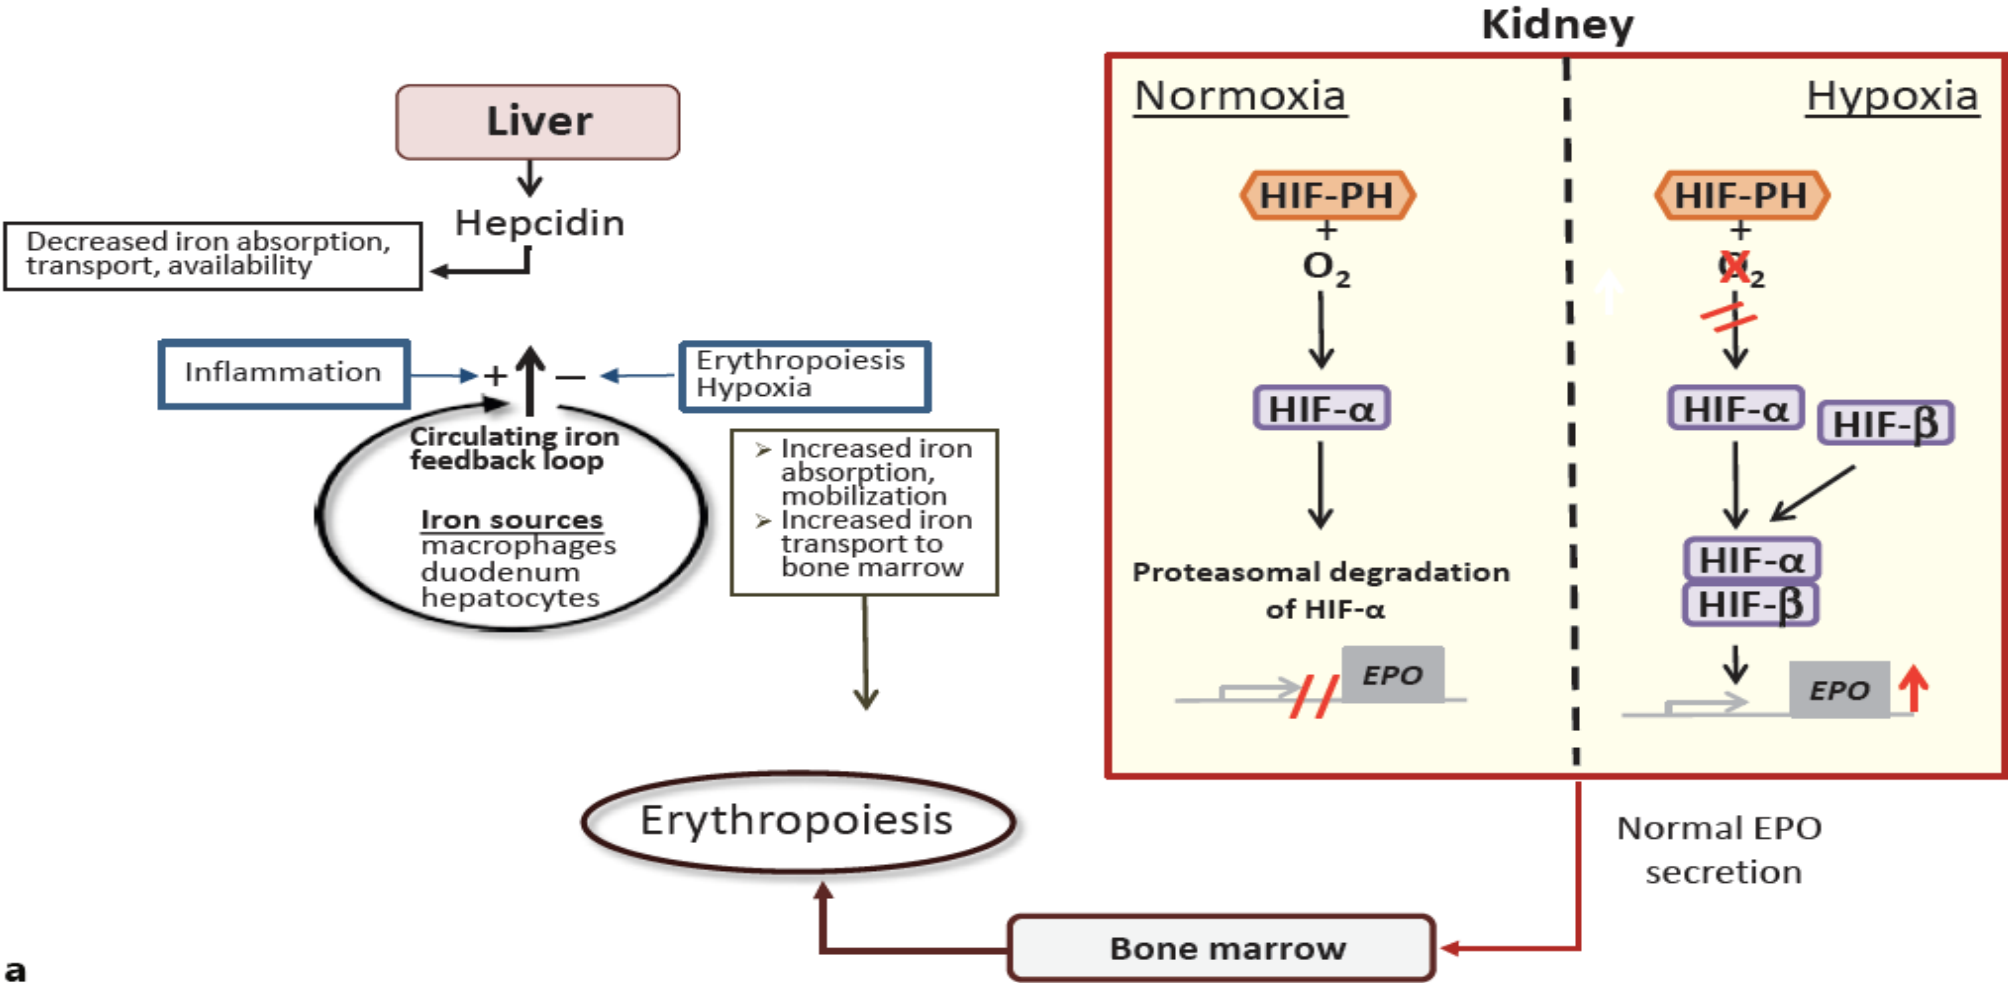 Kidney
Liver
Hepcidin
Decreased iron absorption,
transport, availability
Inflammation
+
–
Erythropoiesis
Hypoxia
Circulating iron
feedback loop
Iron sources
macrophages
duodenum
hepatocytes
➢ Increased iron
absorption,
mobilization
➢ Increased iron
transport to
bone marrow
Erythropoiesis
Normoxia
HIF-PH
+
O₂
HIF-α
Proteasomal degradation
of HIF-α
EPO
Hypoxia
HIF-PH
+
O₂
HIF-α
HIF-β
HIF-α
HIF-β
EPO
Normal EPO
secretion
Bone marrow
a